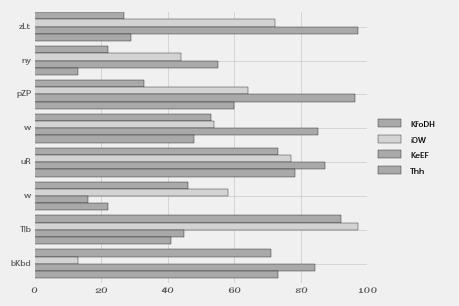 zLt
ny
pZP
w
uR
w
Tlb
bKbd
0 20 40 60 80 100
KFoDH
iOW
KeEF
Thh